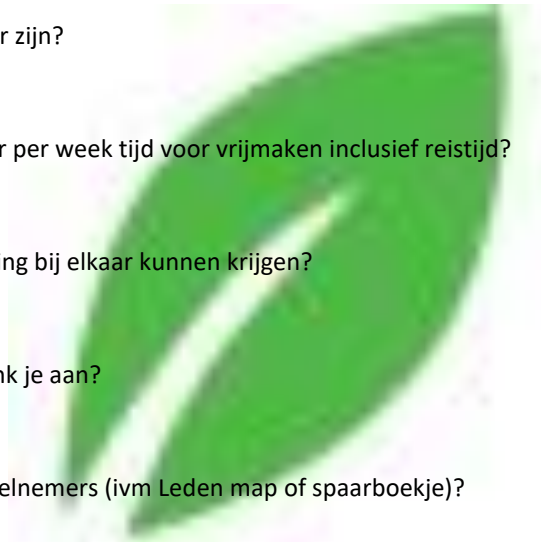 r zijn?
r per week tijd voor vrijmaken inclusief reistijd?
ing bij elkaar kunnen krijgen?
nk je aan?
elnemers (ivm Leden map of spaarboekje)?